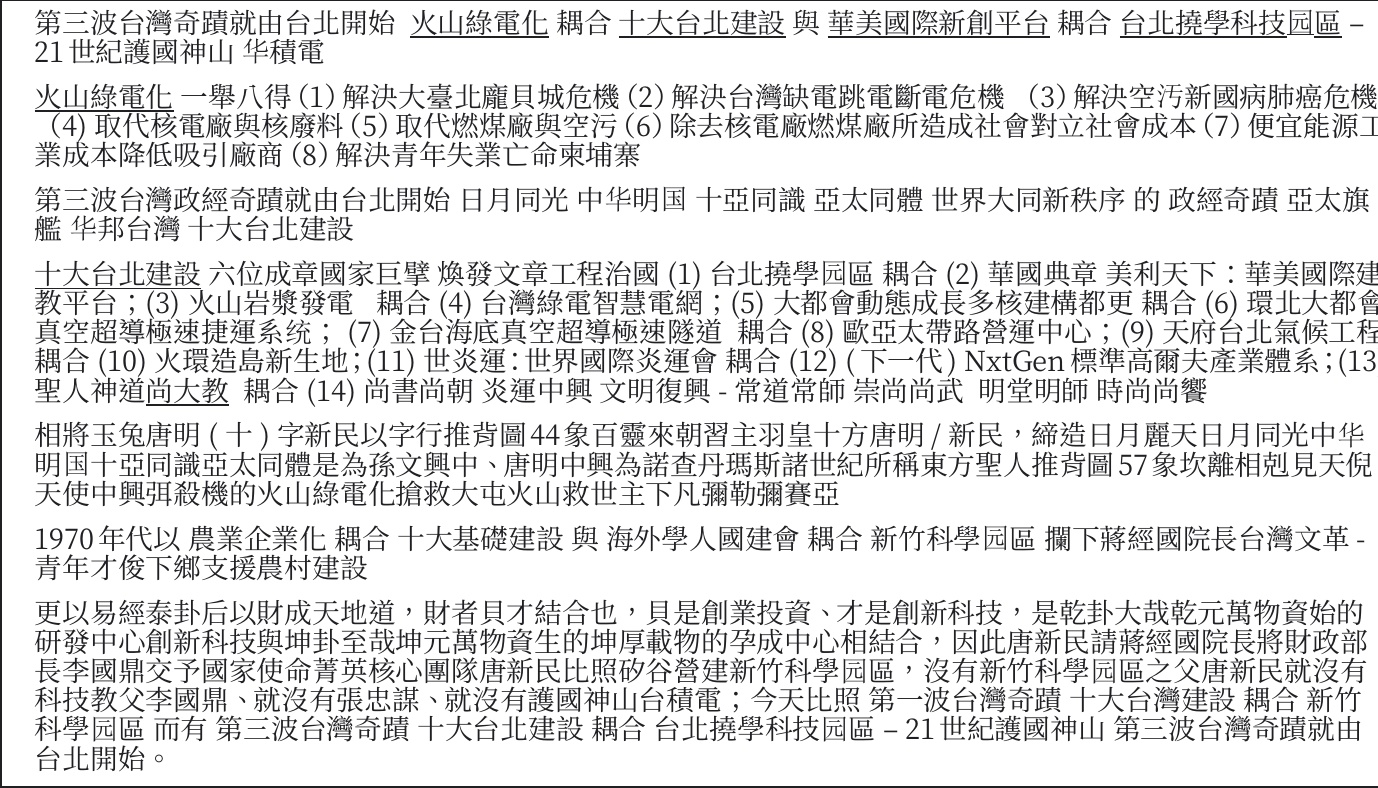 第三波台灣奇蹟就由台北開始 火山綠電化 耦合 十大台北建設 與 華美國際新創平台 耦合 台北撓學科技园區 –
21世紀護國神山 华積電
火山綠電化 一舉八得 (1) 解決大臺北龐貝城危機 (2) 解決台灣缺電跳電斷電危機 (3) 解決空汚新國病肺癌危機
(4) 取代核電廠與核廢料 (5) 取代燃煤廠與空污 (6) 除去核電廠燃煤廠所造成社會對立社會成本 (7) 便宜能源工
業成本降低吸引廠商 (8) 解決青年失業亡命柬埔寨
第三波台灣政經奇蹟就由台北開始 日月同光 中华明国 十亞同識 亞太同體 世界大同新秩序 的 政經奇蹟 亞太旗
艦 华邦台灣 十大台北建設
十大台北建設 六位成章國家巨擘 煥發文章工程治國 (1) 台北撓學园區 耦合 (2) 華國典章 美利天下：華美國際建
教平台；(3) 火山岩漿發電 耦合 (4) 台灣綠電智慧電網；(5) 大都會動態成長多核建構都更 耦合 (6) 環北大都會
真空超導極速捷運系统； (7) 金台海底真空超導極速隧道 耦合 (8) 歐亞太帶路營運中心；(9) 天府台北氣候工程
耦合 (10) 火環造島新生地；(11) 世炎運：世界國際炎運會 耦合 (12) ( 下一代 ) NxtGen 標準高爾夫產業體系；(13
聖人神道尚大教 耦合 (14) 尚書尚朝 炎運中興 文明復興 - 常道常師 崇尚尚武 明堂明師 時尚尚饗
相將玉兔唐明 ( 十 ) 字新民以字行推背圖44象百靈來朝習主羽皇十方唐明 / 新民，締造日月麗天日月同光中华
明国十亞同識亞太同體是為孫文興中、唐明中興為諾查丹瑪斯諸世紀所稱東方聖人推背圖57象坎離相剋見天倪
天使中興弭殺機的火山綠電化搶救大屯火山救世主下凡彌勒彌賽亞
1970年代以 農業企業化 耦合 十大基礎建設 與 海外學人國建會 耦合 新竹科學园區 攔下蔣經國院長台灣文革 -
青年才俊下鄉支援農村建設
更以易經泰卦后以財成天地道，財者貝才結合也，貝是創業投資、才是創新科技，是乾卦大哉乾元萬物資始的
研發中心創新科技與坤卦至哉坤元萬物資生的坤厚載物的孕成中心相結合，因此唐新民請蔣經國院長將財政部
長李國鼎交予國家使命菁英核心團隊唐新民比照矽谷營建新竹科學园區，沒有新竹科學园區之父唐新民就沒有
科技教父李國鼎、就沒有張忠謀、就沒有護國神山台積電；今天比照 第一波台灣奇蹟 十大台灣建設 耦合 新竹
科學园區 而有 第三波台灣奇蹟 十大台北建設 耦合 台北撓學科技园區 – 21世紀護國神山 第三波台灣奇蹟就由
台北開始。